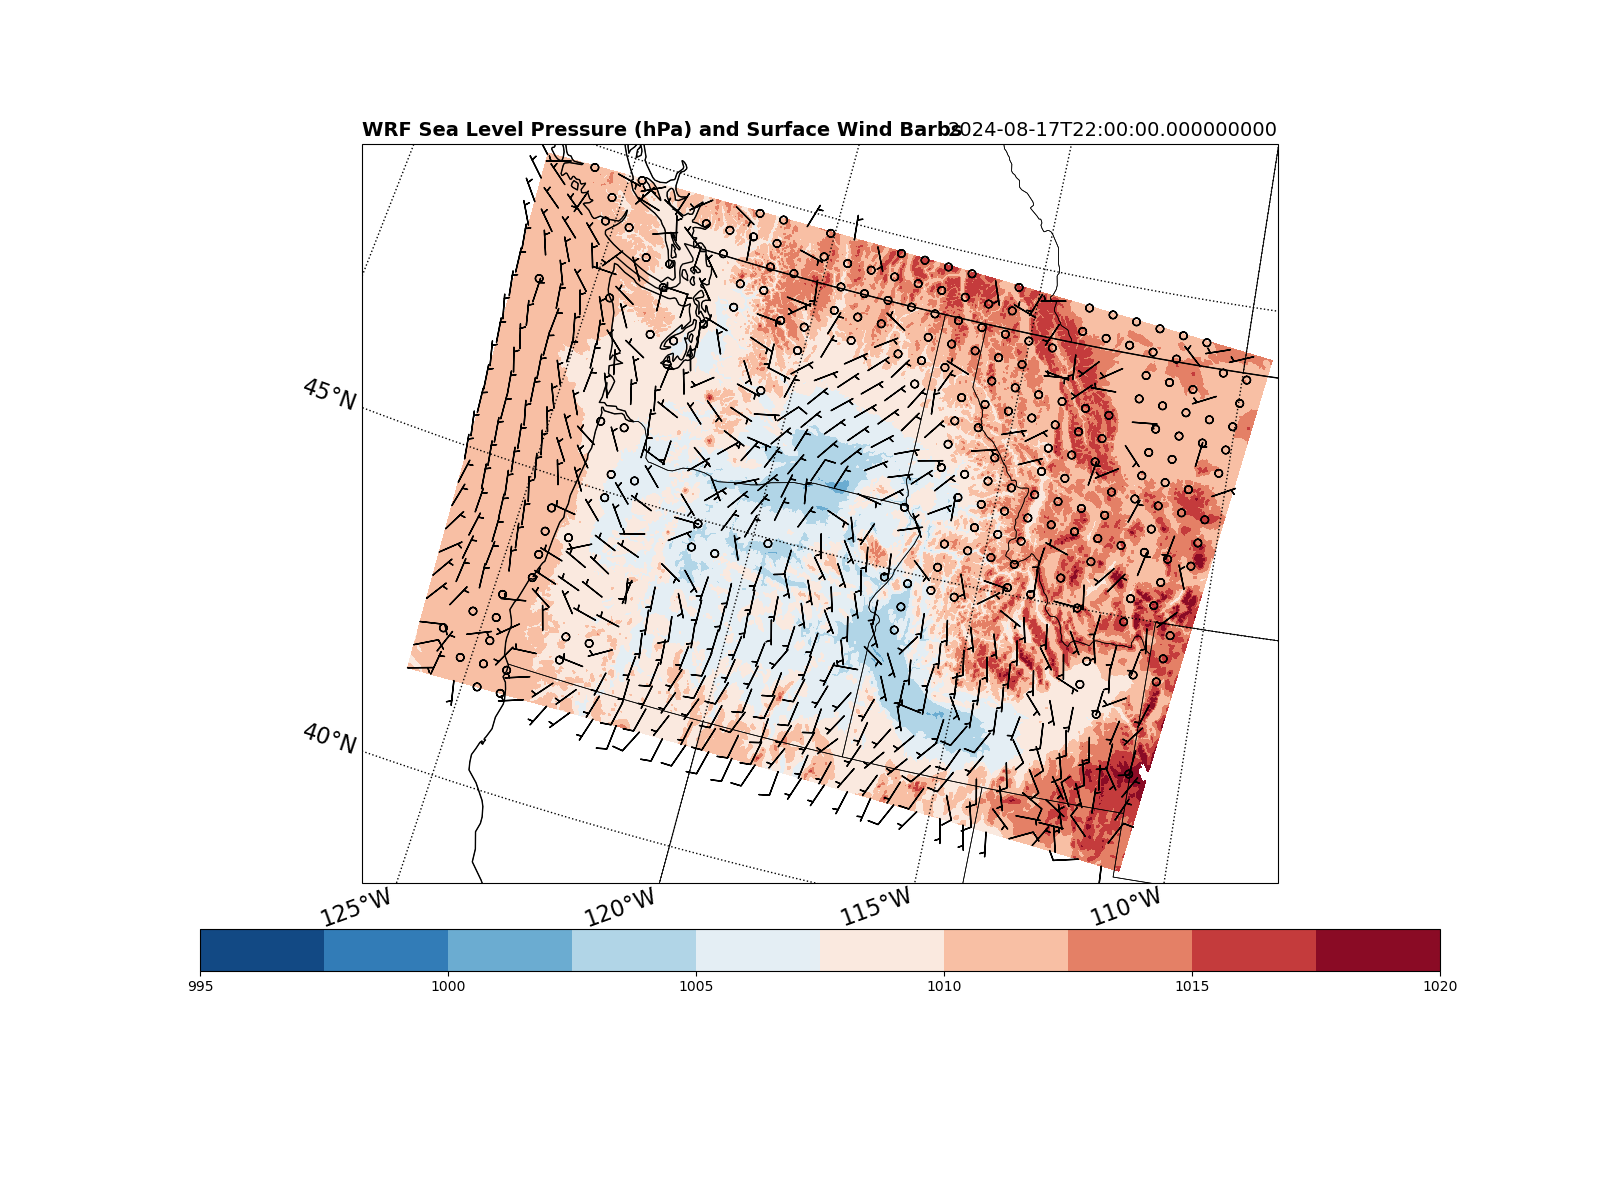 WRF Sea Level Pressure (hPa) and Surface Wind Barbs 2024-08-17T22:00:00.000000000
45°N
40°N
125°W 120°W 115°W 110°W
995 1000 1005 1010 1015 1020